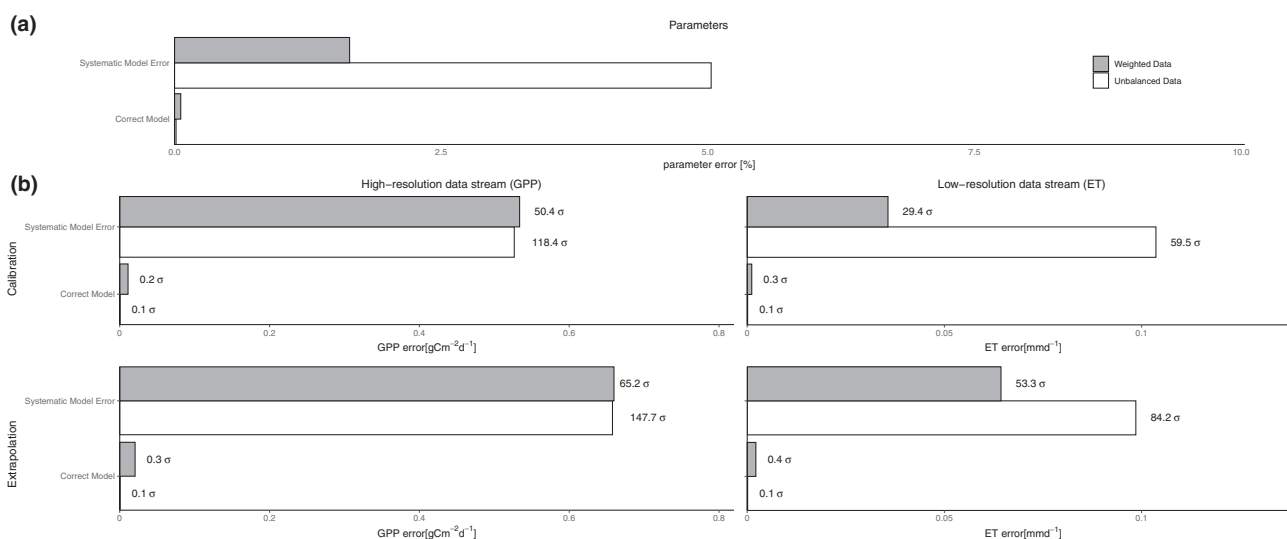 (a)
Parameters
Systematic Model Error
Correct Model
Weighted Data
Unbalanced Data
0.0 2.5 5.0 7.5 10.0
parameter error [%]
(b)
High−resolution data stream (GPP)
Low−resolution data stream (ET)
Calibration
Systematic Model Error
Correct Model
50.4 σ
118.4 σ
0.2 σ
0.1 σ
0 0.2 0.4 0.6 0.8
GPP error[gCm⁻²d⁻¹]
29.4 σ
59.5 σ
0.3 σ
0.1 σ
0 0.05 0.1
ET error[mmd⁻¹]
Extrapolation
Systematic Model Error
Correct Model
65.2 σ
147.7 σ
0.3 σ
0.1 σ
0 0.2 0.4 0.6 0.8
GPP error[gCm⁻²d⁻¹]
53.3 σ
84.2 σ
0.4 σ
0.1 σ
0 0.05 0.1
ET error[mmd⁻¹]